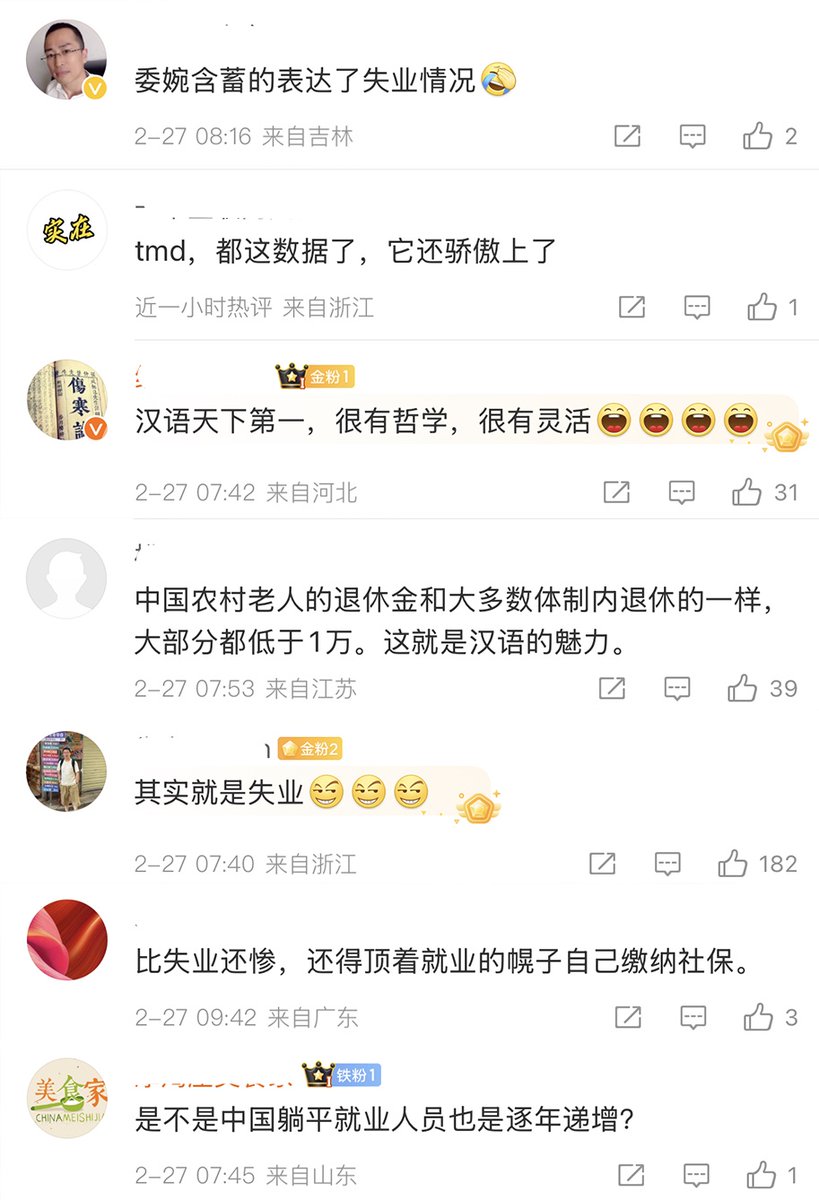 委婉含蓄的表达了失业情况
2-27 08:16 来自吉林
2
实在
tmd，都这数据了，它还骄傲上了
近一小时热评 来自浙江
1
傷寒
金粉1
汉语天下第一，很有哲学，很有灵活
2-27 07:42 来自河北
31
中国农村老人的退休金和大多数体制内退休的一样，
大部分都低于1万。这就是汉语的魅力。
2-27 07:53 来自江苏
39
金粉2
其实就是失业
2-27 07:40 来自浙江
182
比失业还惨，还得顶着就业的幌子自己缴纳社保。
2-27 09:42 来自广东
3
美食家
CHINAMEISHIJIA
铁粉1
是不是中国躺平就业人员也是逐年递增？
2-27 07:45 来自山东
1